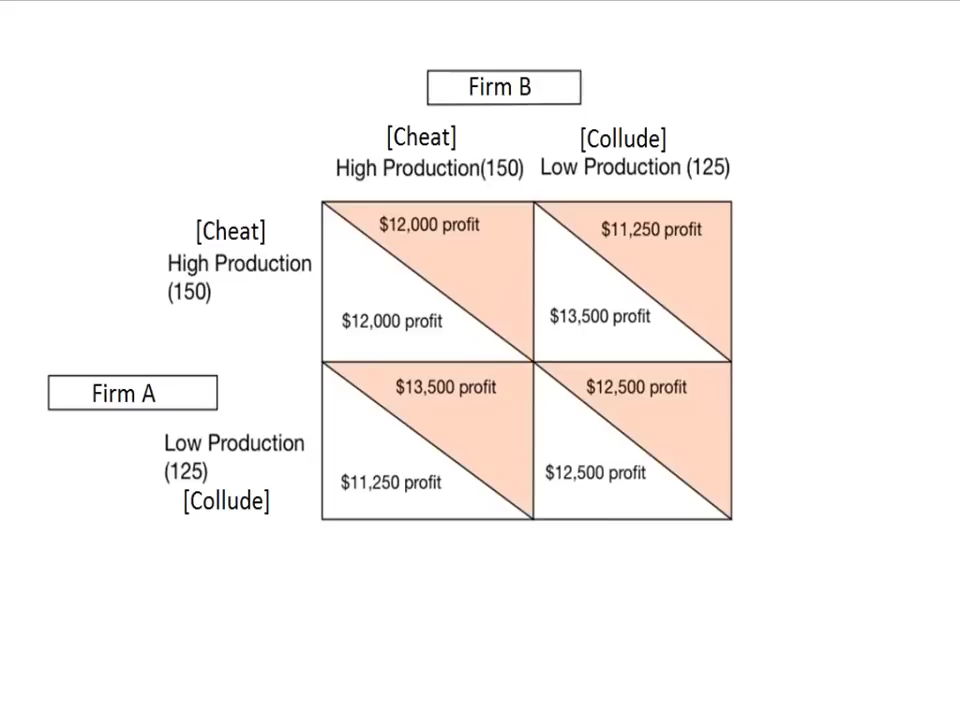 Firm B
[Cheat] [Collude]
High Production(150) Low Production (125)
[Cheat]
High Production
(150)
$12,000 profit
$11,250 profit
$12,000 profit
$13,500 profit
Firm A
$13,500 profit
$12,500 profit
Low Production
(125)
[Collude]
$11,250 profit
$12,500 profit